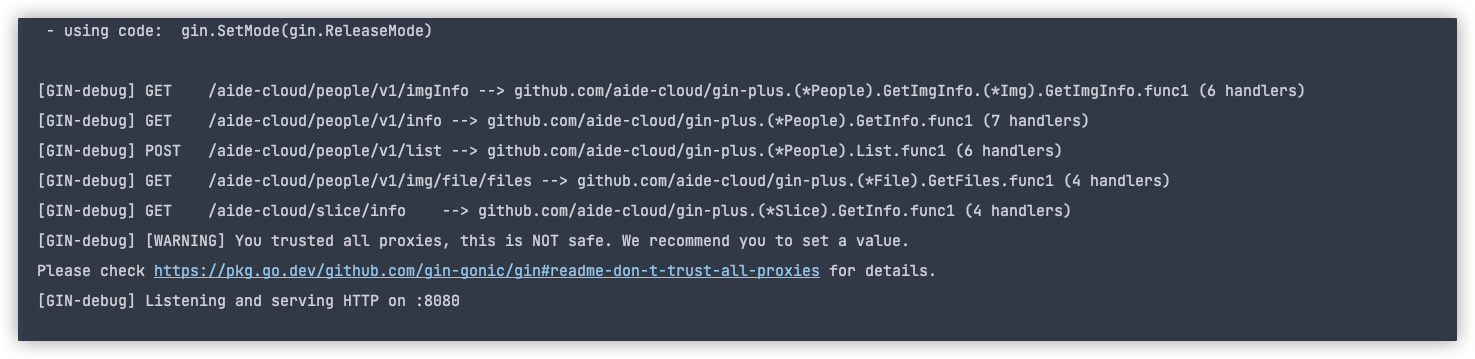 - using code:  gin.SetMode(gin.ReleaseMode)
[GIN-debug] GET    /aide-cloud/people/v1/imgInfo --> github.com/aide-cloud/gin-plus.(*People).GetImgInfo.(*Img).GetImgInfo.func1 (6 handlers)
[GIN-debug] GET    /aide-cloud/people/v1/info --> github.com/aide-cloud/gin-plus.(*People).GetInfo.func1 (7 handlers)
[GIN-debug] POST   /aide-cloud/people/v1/list --> github.com/aide-cloud/gin-plus.(*People).List.func1 (6 handlers)
[GIN-debug] GET    /aide-cloud/people/v1/img/file/files --> github.com/aide-cloud/gin-plus.(*File).GetFiles.func1 (4 handlers)
[GIN-debug] GET    /aide-cloud/slice/info    --> github.com/aide-cloud/gin-plus.(*Slice).GetInfo.func1 (4 handlers)
[GIN-debug] [WARNING] You trusted all proxies, this is NOT safe. We recommend you to set a value.
Please check https://pkg.go.dev/github.com/gin-gonic/gin#readme-don-t-trust-all-proxies for details.
[GIN-debug] Listening and serving HTTP on :8080